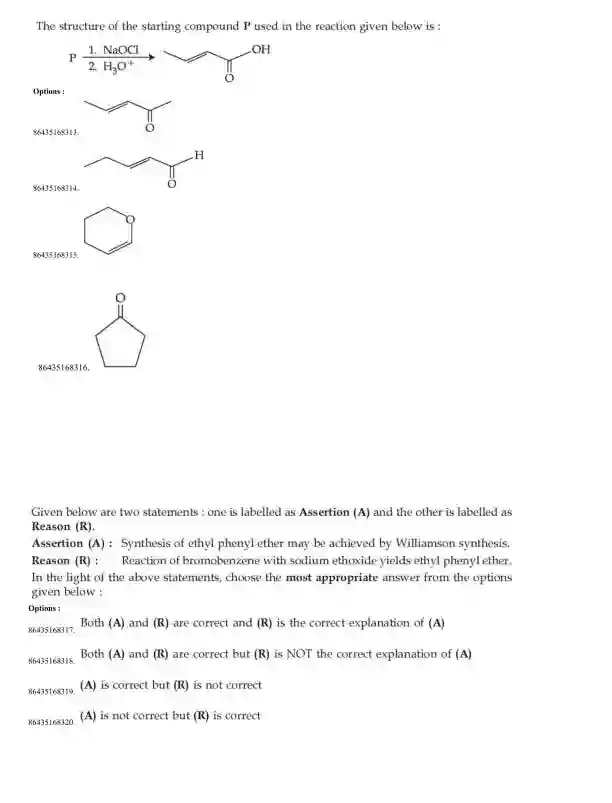 The structure of the starting compound P used in the reaction given below is :
P 1. NaOCl
2. H3O+
OH
O
Options :
O
86435168313.
H
O
86435168314.
O
86435168315.
O
86435168316.
Given below are two statements : one is labelled as Assertion (A) and the other is labelled as
Reason (R).
Assertion (A) : Synthesis of ethyl phenyl ether may be achieved by Williamson synthesis.
Reason (R) : Reaction of bromobenzene with sodium ethoxide yields ethyl phenyl ether.
In the light of the above statements, choose the most appropriate answer from the options
given below :
Options :
86435168317. Both (A) and (R) are correct and (R) is the correct explanation of (A)
86435168318. Both (A) and (R) are correct but (R) is NOT the correct explanation of (A)
86435168319. (A) is correct but (R) is not correct
86435168320. (A) is not correct but (R) is correct